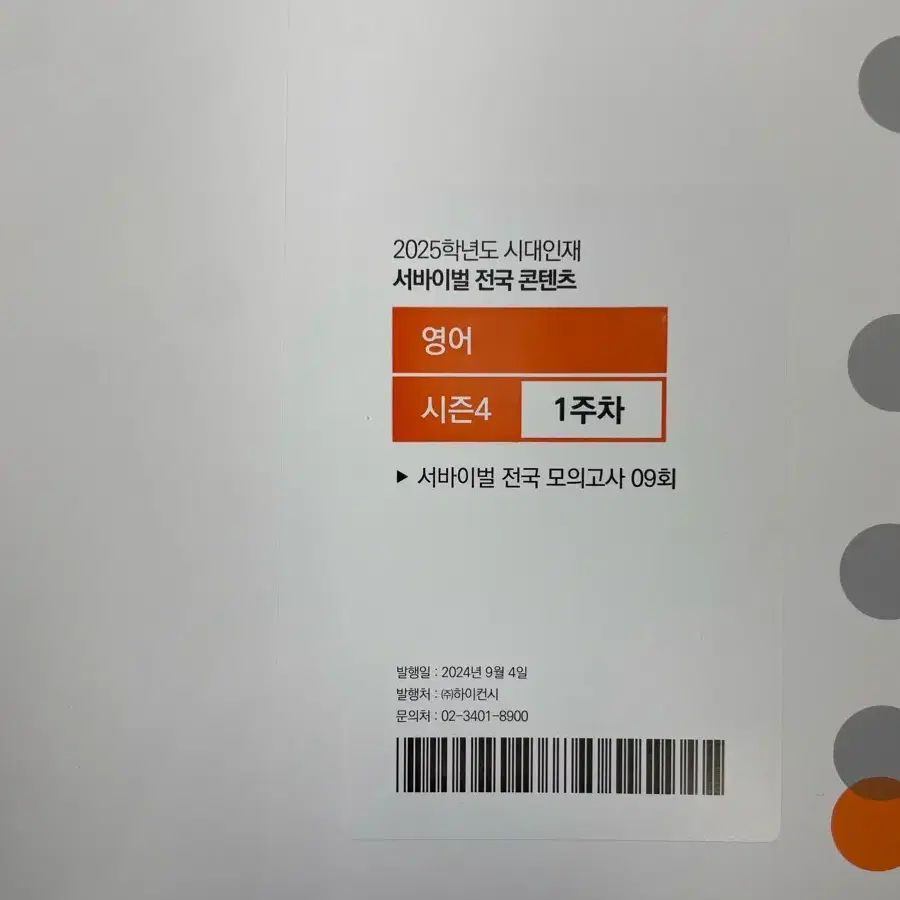 2025학년도 시대인재
서바이벌 전국 콘텐츠
영어
시즌4 1주차
▶ 서바이벌 전국 모의고사 09회
발행일 : 2024년 9월 4일
발행처 : ㈜하이컨시
문의처 : 02-3401-8900